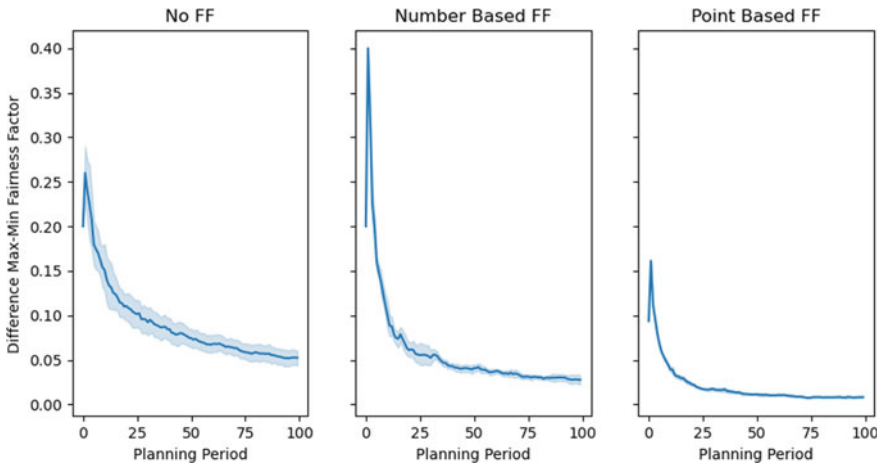 No FF
Number Based FF
Point Based FF
Difference Max-Min Fairness Factor
0.40
0.35
0.30
0.25
0.20
0.15
0.10
0.05
0.00
0 25 50 75 100
0 25 50 75 100
0 25 50 75 100
Planning Period
Planning Period
Planning Period